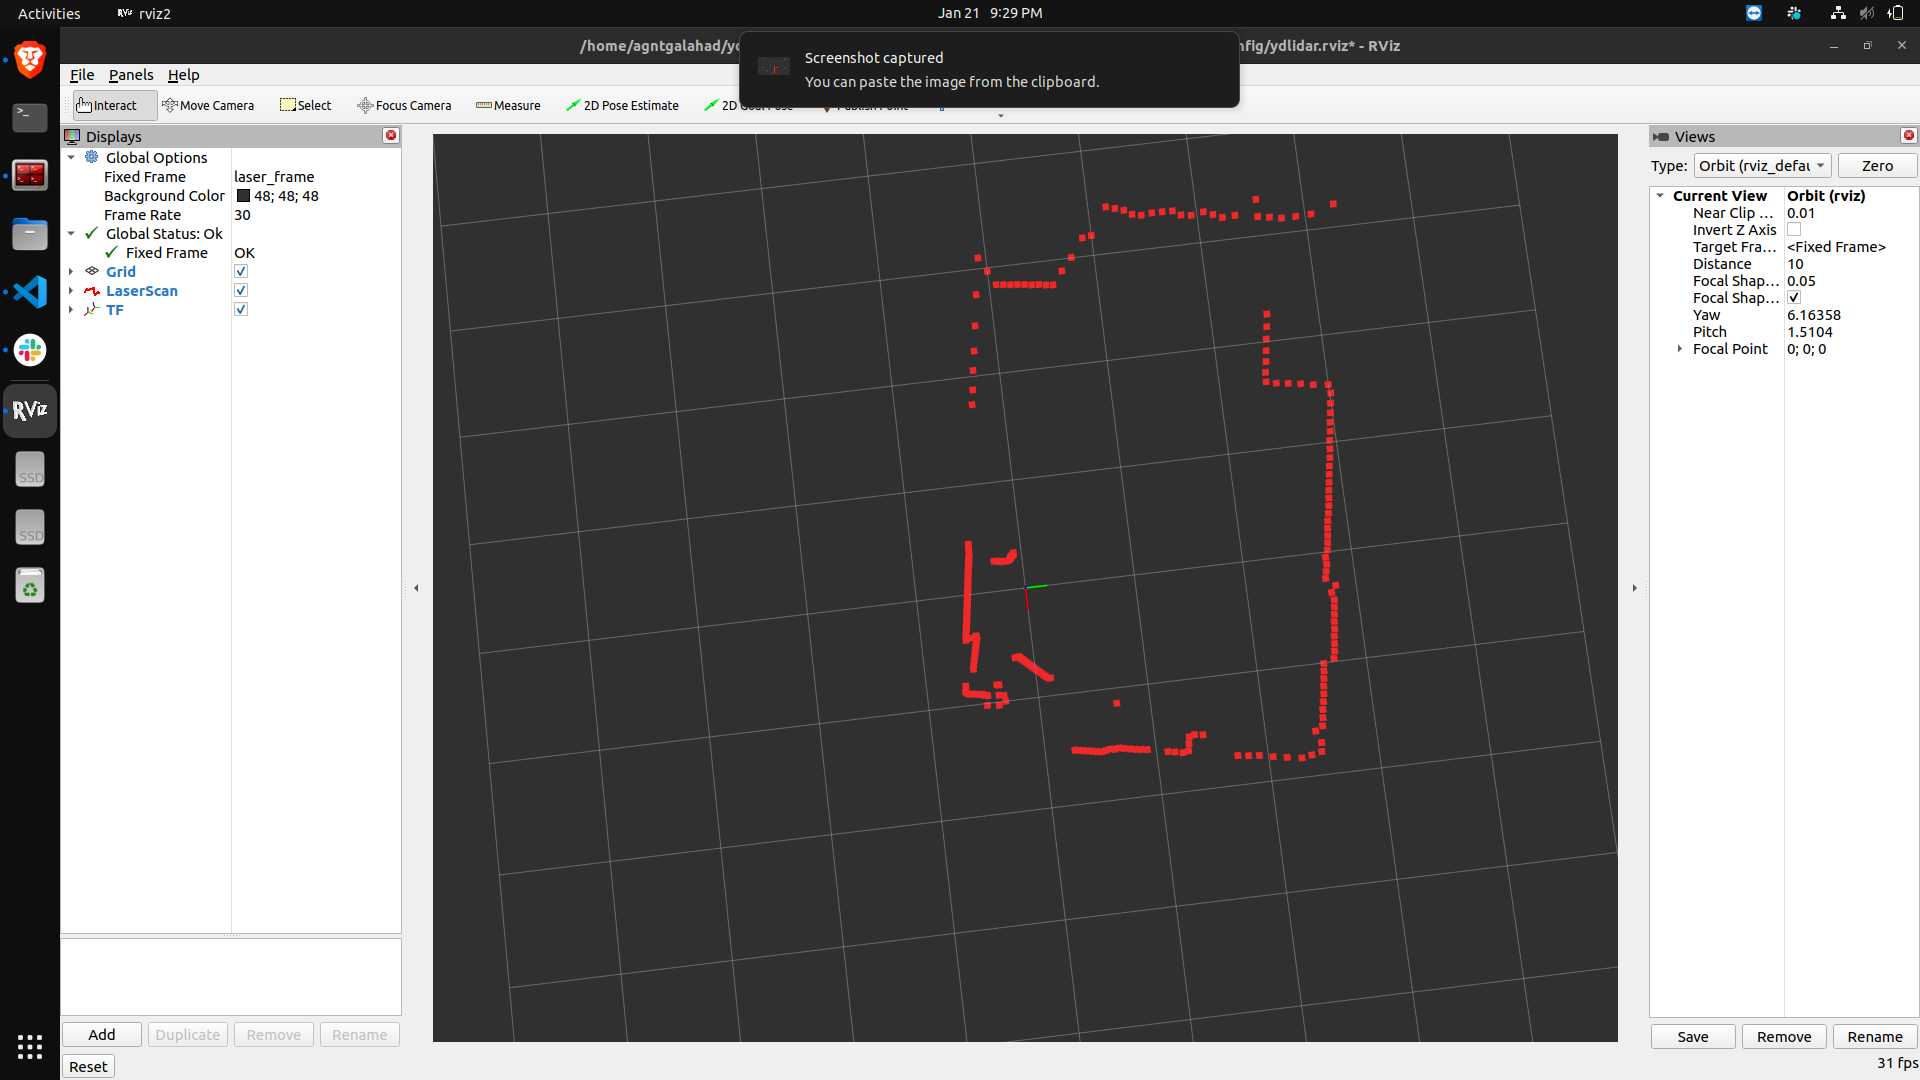 Activities
RViz rviz2
Jan 21 9:29 PM
/home/agntgalahad/yd
nfig/ydlidar.rviz* - RViz
Screenshot captured
You can paste the image from the clipboard.
File Panels Help
Interact Move Camera Select Focus Camera Measure 2D Pose Estimate
Displays
Global Options
Fixed Frame laser_frame
Background Color 48; 48; 48
Frame Rate 30
Global Status: Ok
Fixed Frame OK
Grid
LaserScan
TF
Add Duplicate Remove Rename
Reset
Views
Type: Orbit (rviz_defau Zero
Current View Orbit (rviz)
Near Clip ... 0.01
Invert Z Axis
Target Fra... <Fixed Frame>
Distance 10
Focal Shap... 0.05
Focal Shap...
Yaw 6.16358
Pitch 1.5104
Focal Point 0; 0; 0
Save Remove Rename
31 fps
RViz
SSD
SSD